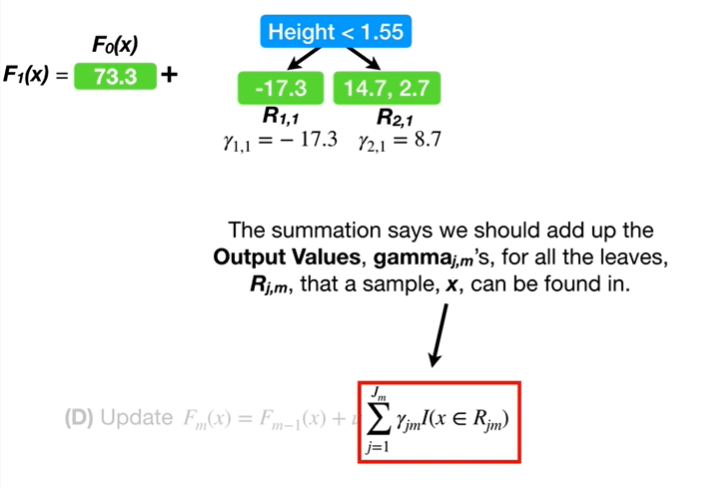 Height < 1.55
F₀(x)
F₁(x) = 73.3 +
-17.3 14.7, 2.7
R₁,₁ R₂,₁
γ₁,₁ = − 17.3 γ₂,₁ = 8.7
The summation says we should add up the
Output Values, gammaⱼ,ₘ's, for all the leaves,
Rⱼ,ₘ, that a sample, x, can be found in.
(D) Update Fₘ(x) = Fₘ₋₁(x) + ∑_{j=1}^{Jₘ} γⱼₘI(x ∈ Rⱼₘ)